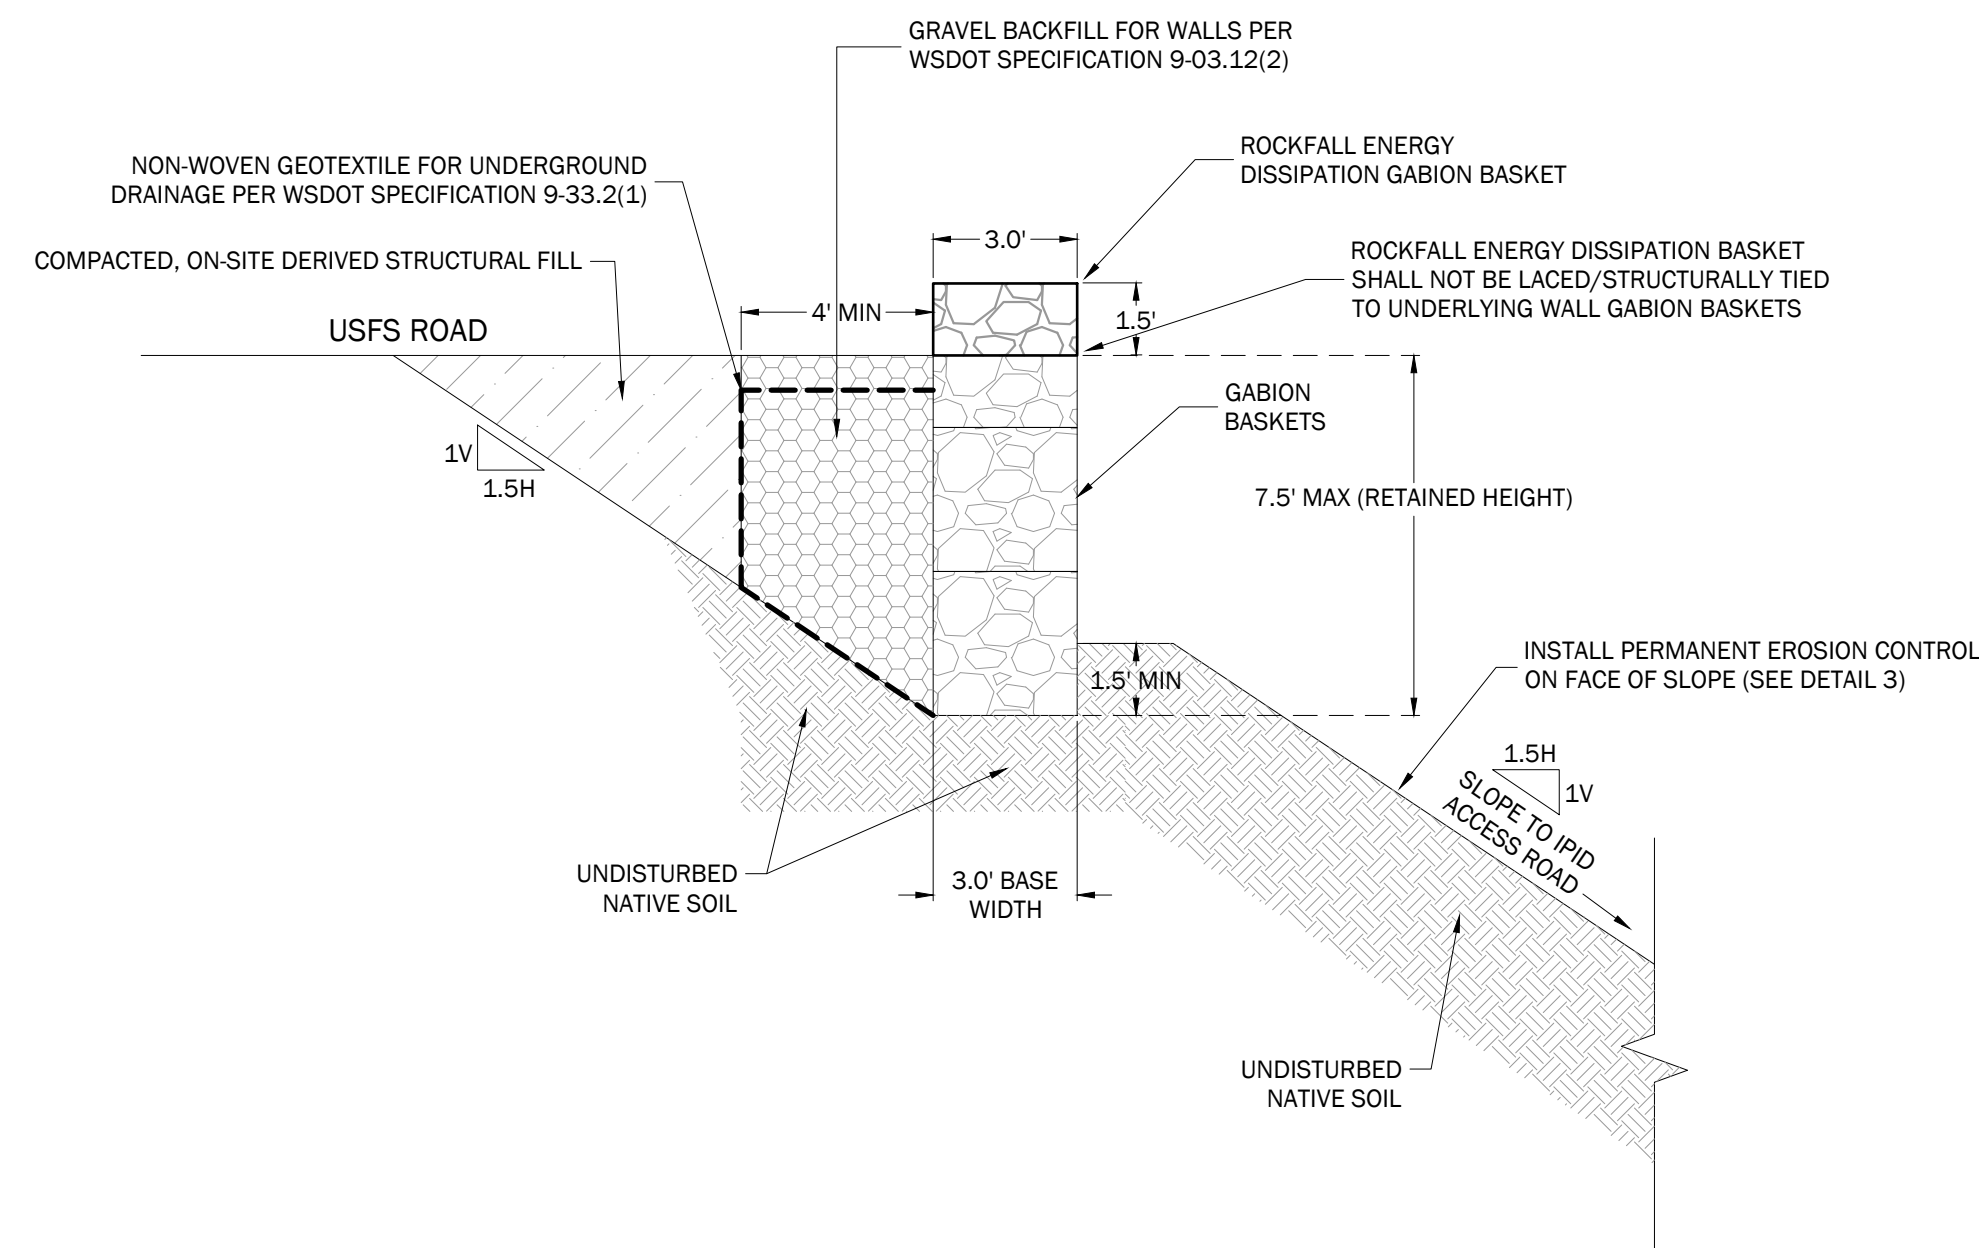 GRAVEL BACKFILL FOR WALLS PER
WSDOT SPECIFICATION 9-03.12(2)
ROCKFALL ENERGY
DISSIPATION GABION BASKET
NON-WOVEN GEOTEXTILE FOR UNDERGROUND
DRAINAGE PER WSDOT SPECIFICATION 9-33.2(1)
3.0'
ROCKFALL ENERGY DISSIPATION BASKET
SHALL NOT BE LACED/STRUCTURALLY TIED
TO UNDERLYING WALL GABION BASKETS
COMPACTED, ON-SITE DERIVED STRUCTURAL FILL
4' MIN
1.5'
USFS ROAD
GABION
BASKETS
1V
1.5H
7.5' MAX (RETAINED HEIGHT)
INSTALL PERMANENT EROSION CONTROL
ON FACE OF SLOPE (SEE DETAIL 3)
1.5' MIN
1.5H
1V
SLOPE TO IPID
ACCESS ROAD
UNDISTURBED
NATIVE SOIL
3.0' BASE
WIDTH
UNDISTURBED
NATIVE SOIL